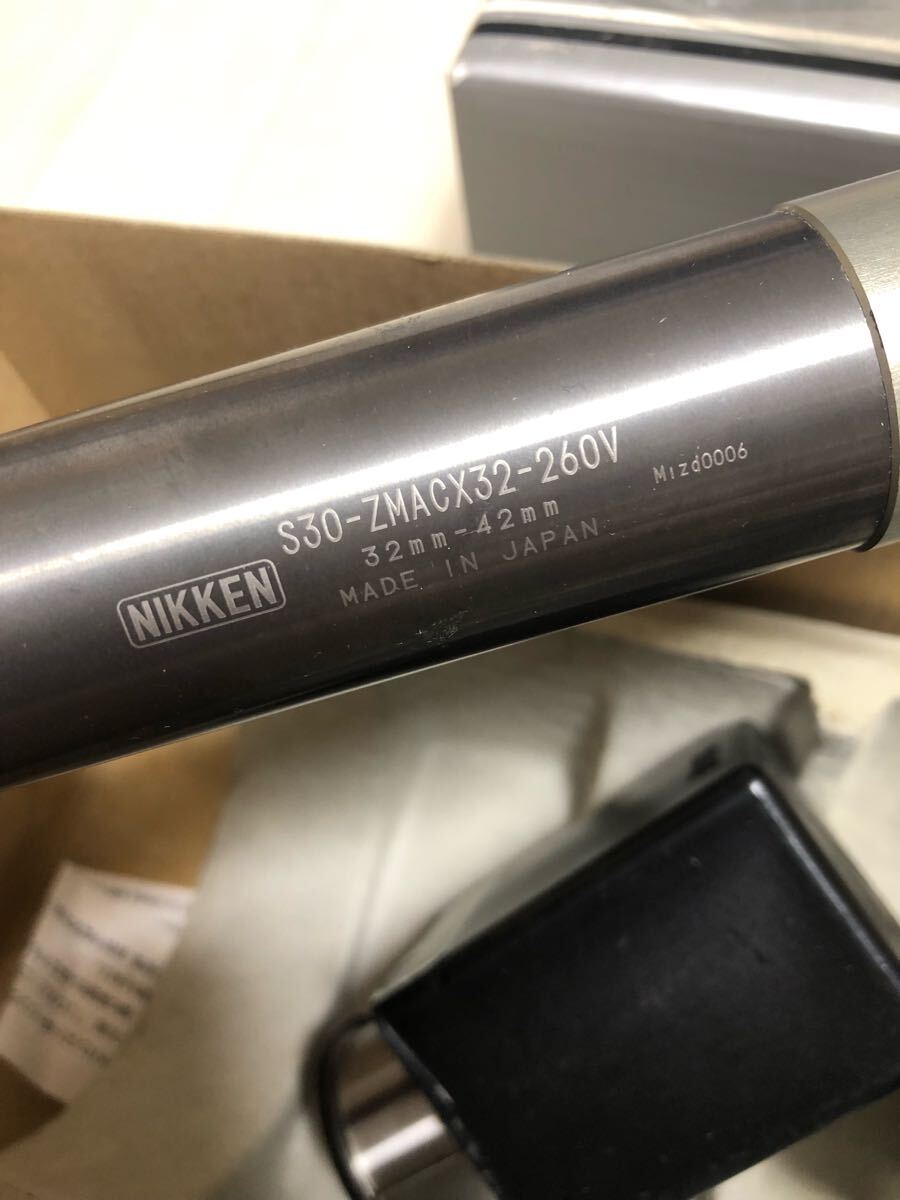 S30-ZMACX32-260V
32mm-42mm
MADE IN JAPAN
NIKKEN
Mizd0006